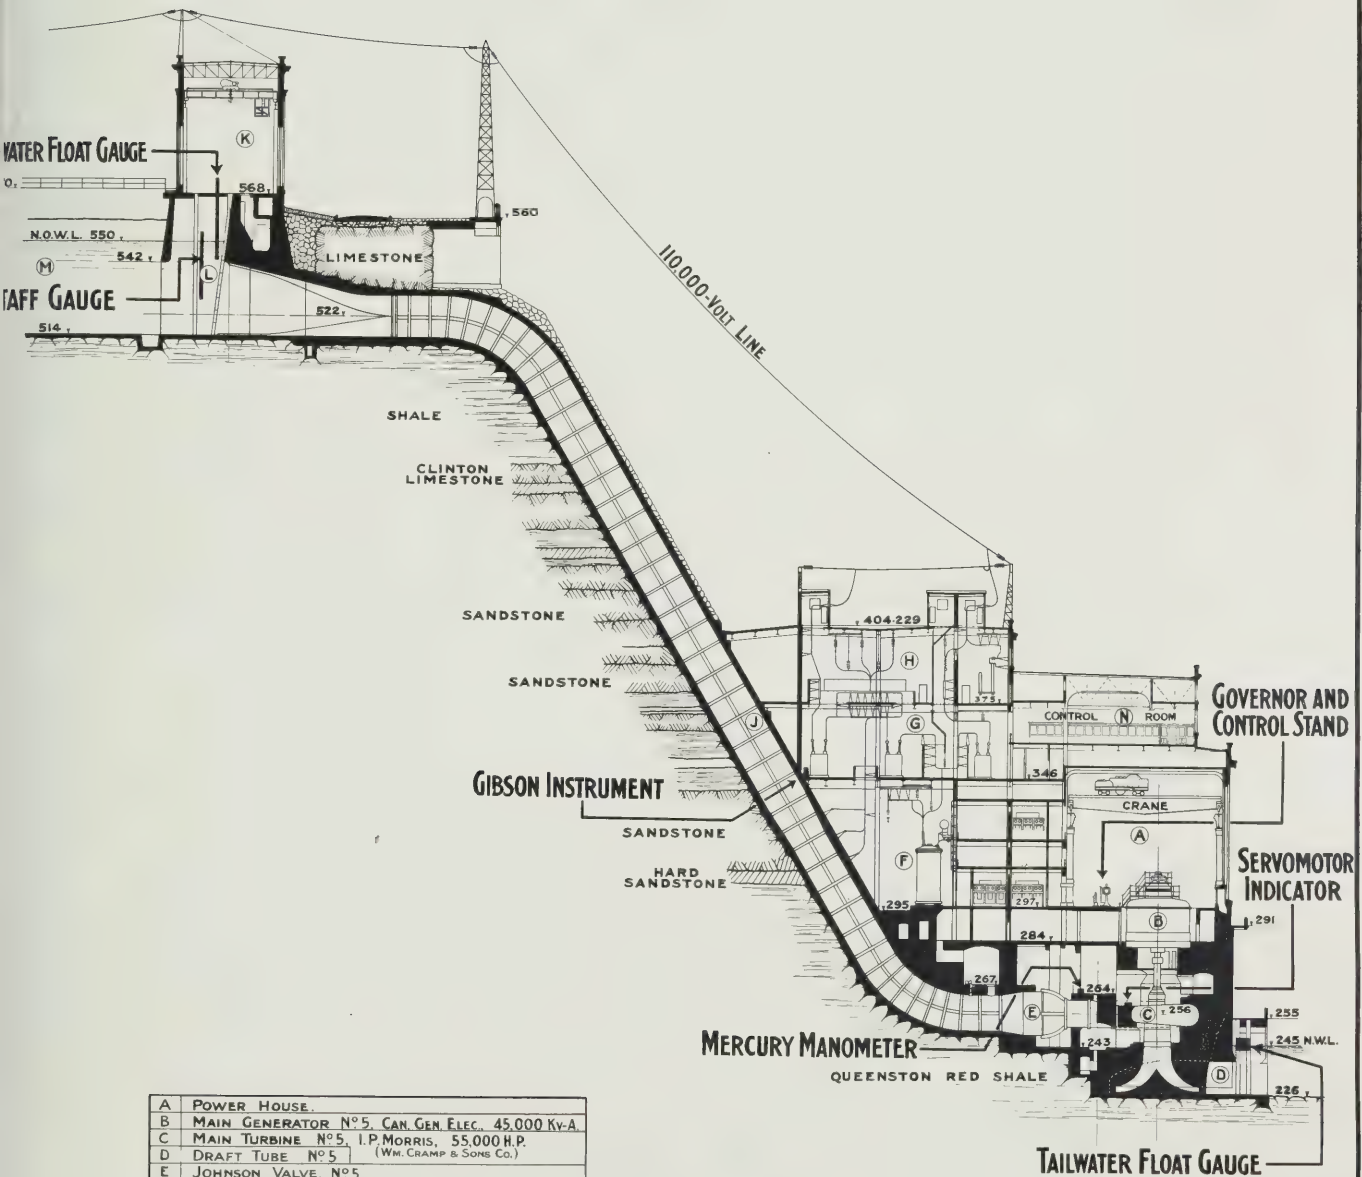 K
WATER FLOAT GAUGE
568
560
N.O.W.L. 550
542
LIMESTONE
M
L
STAFF GAUGE
522
514
110,000-VOLT LINE
SHALE
CLINTON
LIMESTONE
SANDSTONE
404.229
H
SANDSTONE
375
GOVERNOR AND
CONTROL STAND
J
G
CONTROL N ROOM
346
GIBSON INSTRUMENT
CRANE
SANDSTONE
A
F
HARD
SANDSTONE
SERVOMOTOR
INDICATOR
295
297
B
291
284
267
264
E
C
256
255
MERCURY MANOMETER
243
245 N.W.L.
QUEENSTON RED SHALE
D
226
TAILWATER FLOAT GAUGE
A POWER HOUSE.
B MAIN GENERATOR Nº 5, CAN. GEN. ELEC., 45,000 KV-A.
C MAIN TURBINE Nº 5, I.P. MORRIS, 55,000 H.P.
D DRAFT TUBE Nº 5 (WM. CRAMP & SONS CO.)
E JOHNSON VALVE Nº 5